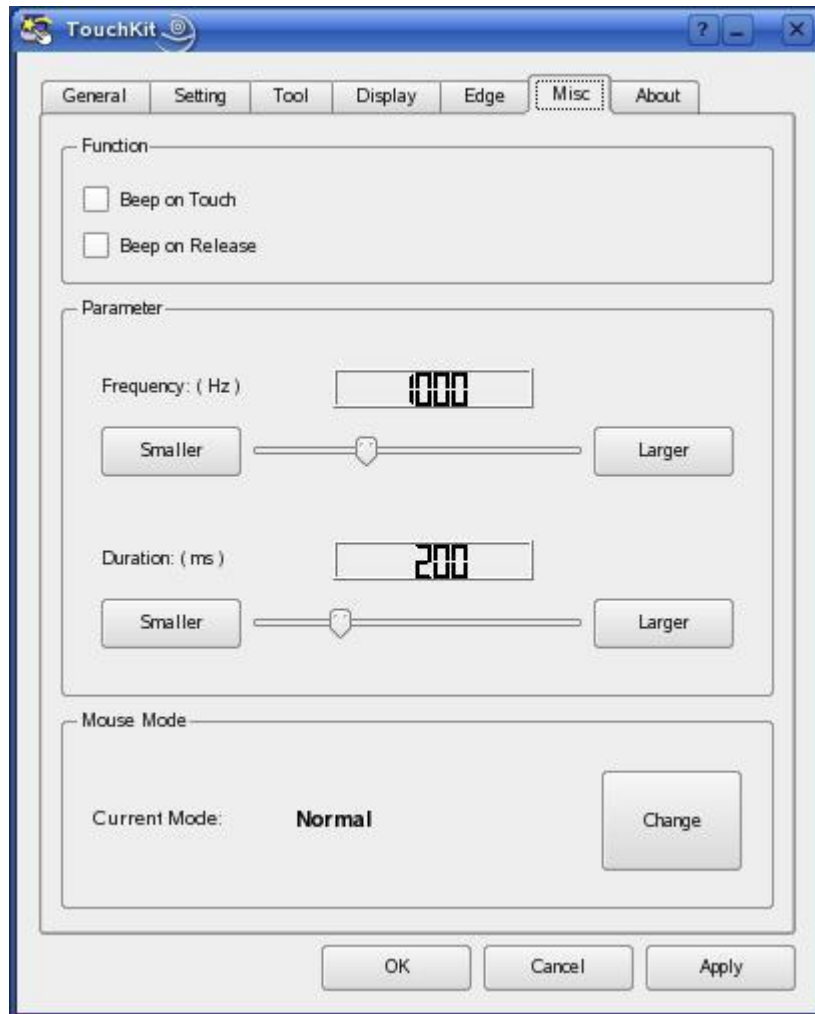 TouchKit
General Setting Tool Display Edge Misc About
Function
Beep on Touch
Beep on Release
Parameter
Frequency: ( Hz ) 1000
Smaller Larger
Duration: ( ms ) 200
Smaller Larger
Mouse Mode
Current Mode: Normal Change
OK Cancel Apply